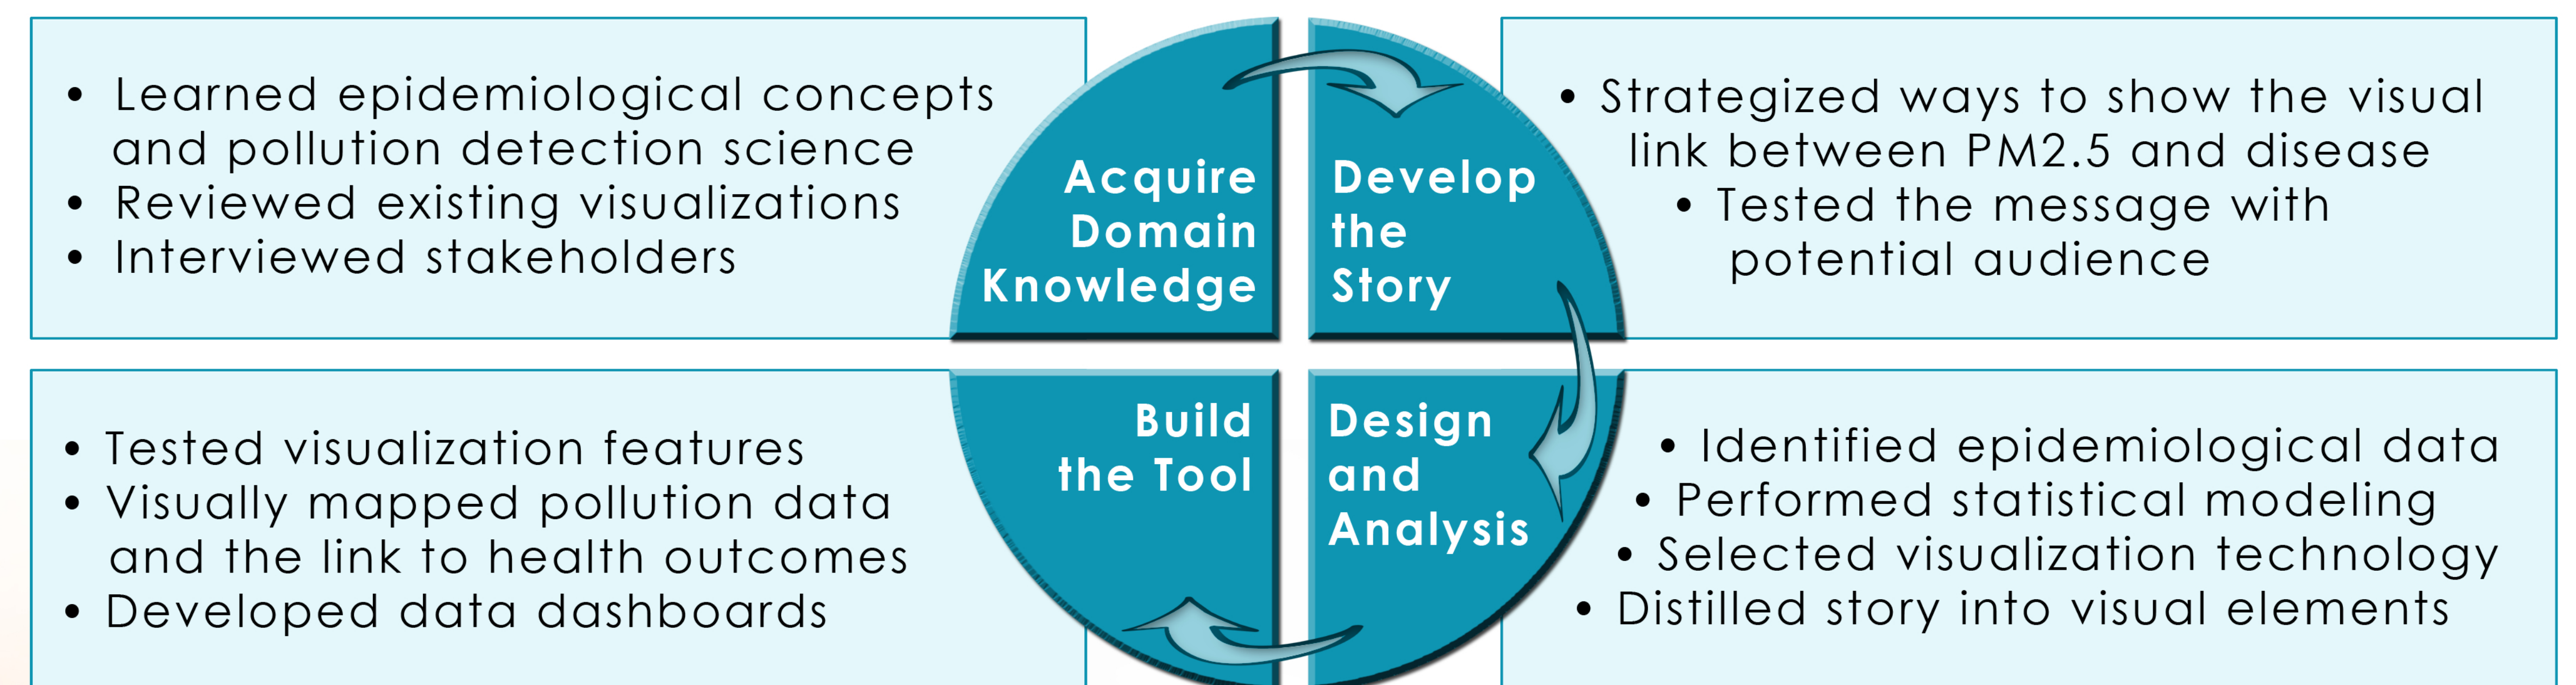 • Learned epidemiological concepts
and pollution detection science
• Reviewed existing visualizations
• Interviewed stakeholders
Acquire
Domain
Knowledge
Develop
the
Story
• Strategized ways to show the visual
link between PM2.5 and disease
• Tested the message with
potential audience
• Tested visualization features
• Visually mapped pollution data
and the link to health outcomes
• Developed data dashboards
Build
the Tool
Design
and
Analysis
• Identified epidemiological data
• Performed statistical modeling
• Selected visualization technology
• Distilled story into visual elements